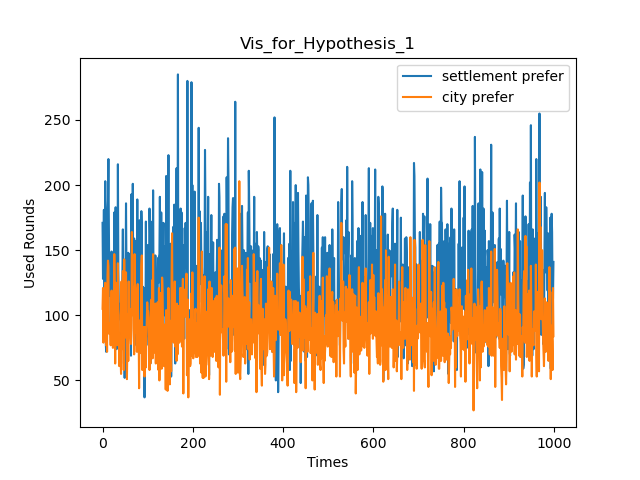 Vis_for_Hypothesis_1
settlement prefer
city prefer
Used Rounds
250
200
150
100
50
0
200
400
600
800
1000
Times